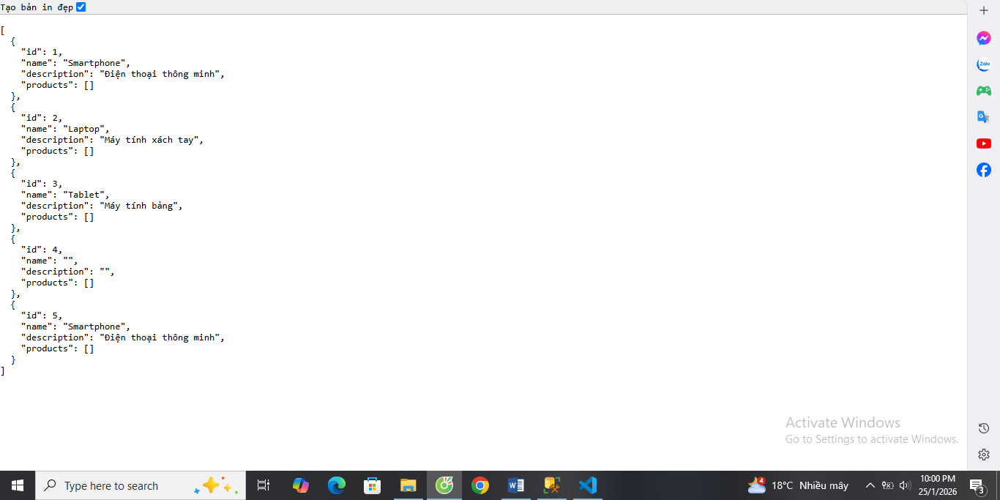 Tạo bản in đẹp
[
  {
    "id": 1,
    "name": "Smartphone",
    "description": "Điện thoại thông minh",
    "products": []
  },
  {
    "id": 2,
    "name": "Laptop",
    "description": "Máy tính xách tay",
    "products": []
  },
  {
    "id": 3,
    "name": "Tablet",
    "description": "Máy tính bảng",
    "products": []
  },
  {
    "id": 4,
    "name": "",
    "description": "",
    "products": []
  },
  {
    "id": 5,
    "name": "Smartphone",
    "description": "Điện thoại thông minh",
    "products": []
  }
]
Zalo
Activate Windows
Go to Settings to activate Windows.
Type here to search
4
18°C Nhiều mây
10:00 PM
25/1/2026
3